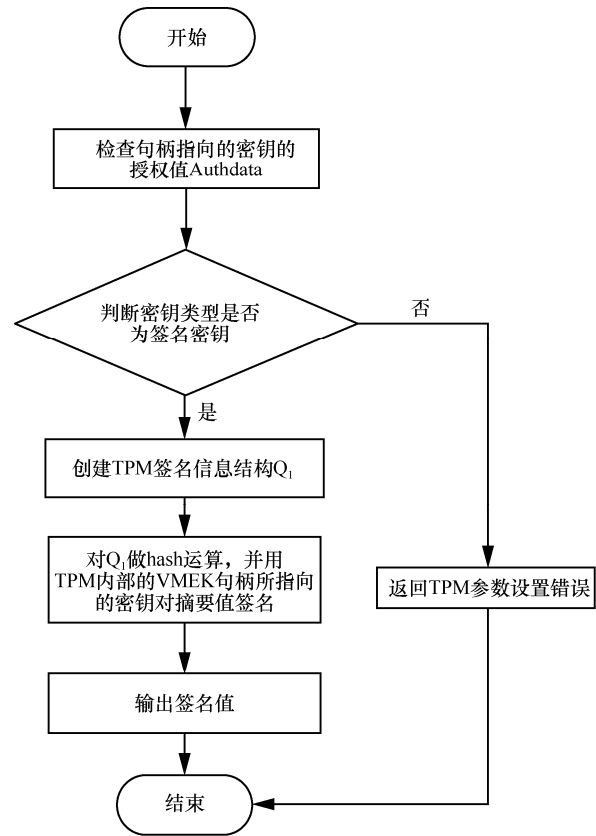 开始
检查句柄指向的密钥的
授权值Authdata
判断密钥类型是否
为签名密钥
否
是
创建TPM签名信息结构Q₁
对Q₁做hash运算，并用
TPM内部的VMEK句柄所指向
的密钥对摘要值签名
返回TPM参数设置错误
输出签名值
结束